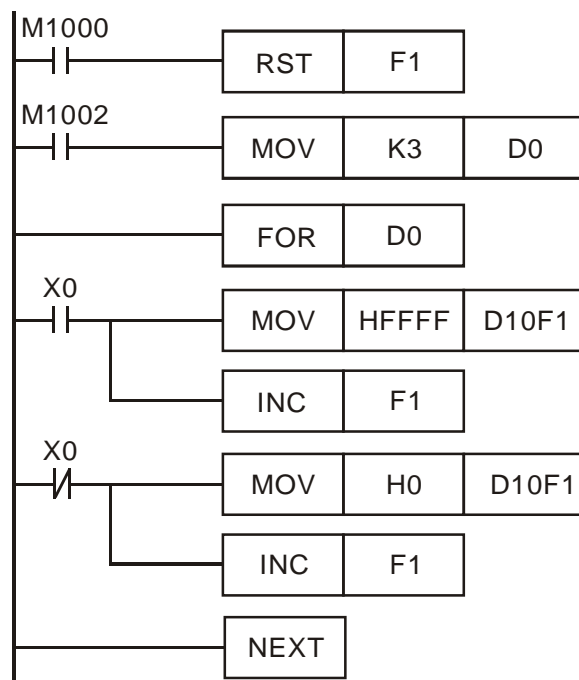 M1000
RST F1
M1002
MOV K3 D0
FOR D0
X0
MOV HFFFF D10F1
INC F1
X0
MOV H0 D10F1
INC F1
NEXT